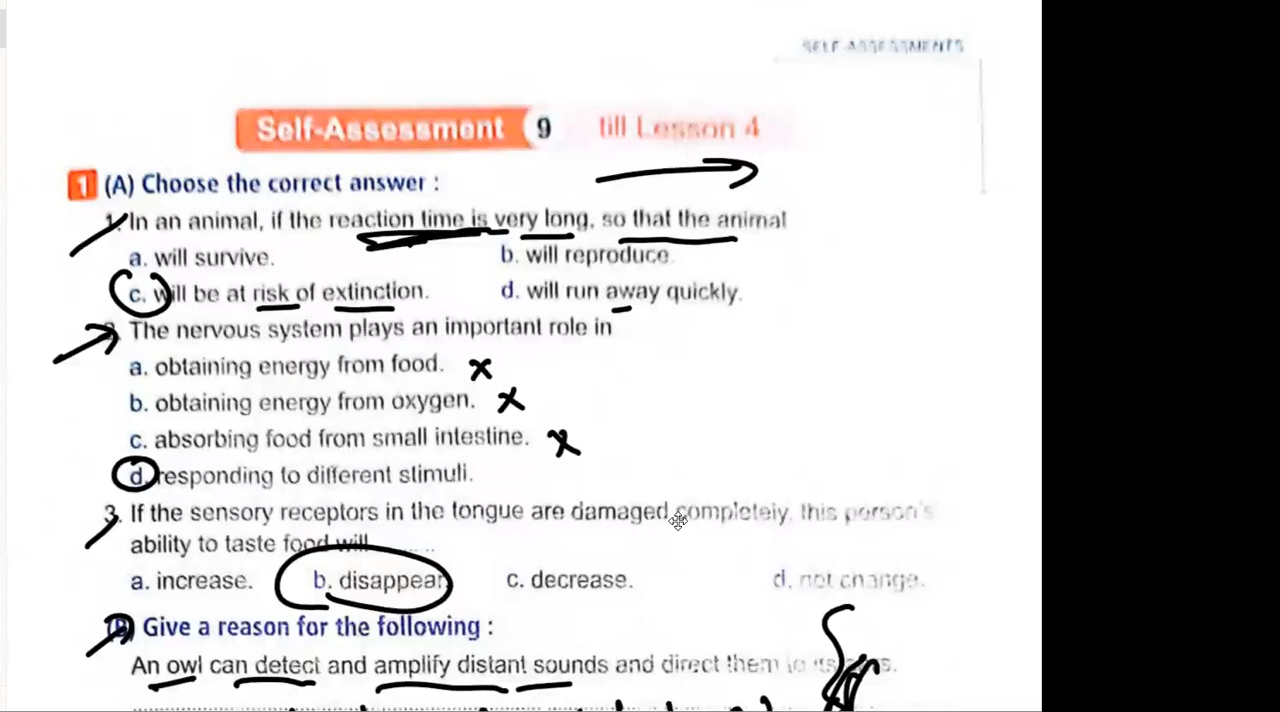 SELF-ASSESSMENTS
Self-Assessment 9 till Lesson 4
1 (A) Choose the correct answer :
1. In an animal, if the reaction time is very long, so that the animal
a. will survive. b. will reproduce.
c. will be at risk of extinction. d. will run away quickly.
2. The nervous system plays an important role in
a. obtaining energy from food. x
b. obtaining energy from oxygen. x
c. absorbing food from small intestine. x
d. responding to different stimuli.
3. If the sensory receptors in the tongue are damaged completely, this person's
ability to taste food will ........
a. increase. b. disappear. c. decrease. d. not change.
(B) Give a reason for the following :
An owl can detect and amplify distant sounds and direct them to its